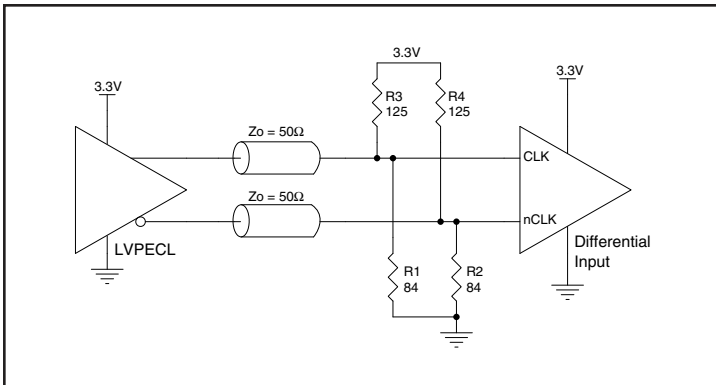 3.3V
3.3V
3.3V
R3
125
R4
125
Zo = 50Ω
CLK
Zo = 50Ω
nCLK
LVPECL
Differential
Input
R1
84
R2
84